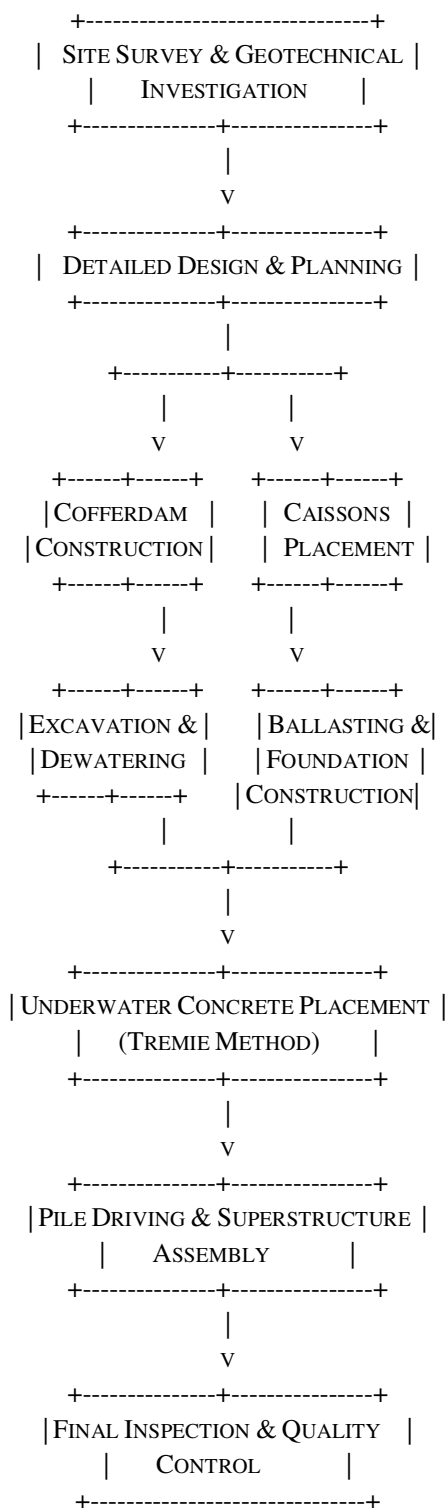 +--------------------------------+
| SITE SURVEY & GEOTECHNICAL |
| INVESTIGATION |
+---------------+----------------+
|
v
+---------------+----------------+
| DETAILED DESIGN & PLANNING |
+---------------+----------------+
|
+-----------+-----------+
| |
v v
+------+------+ +------+------+
|COFFERDAM | | CAISSONS |
|CONSTRUCTION| | PLACEMENT |
+------+------+ +------+------+
| |
v v
+------+------+ +------+------+
|EXCAVATION & | |BALLASTING &|
|DEWATERING | |FOUNDATION |
+------+------+ |CONSTRUCTION|
| |
+-----------+-----------+
|
v
+---------------+----------------+
|UNDERWATER CONCRETE PLACEMENT |
| (TREMIE METHOD) |
+---------------+----------------+
|
v
+---------------+----------------+
|PILE DRIVING & SUPERSTRUCTURE |
| ASSEMBLY |
+---------------+----------------+
|
v
+---------------+----------------+
|FINAL INSPECTION & QUALITY |
| CONTROL |
+--------------------------------+